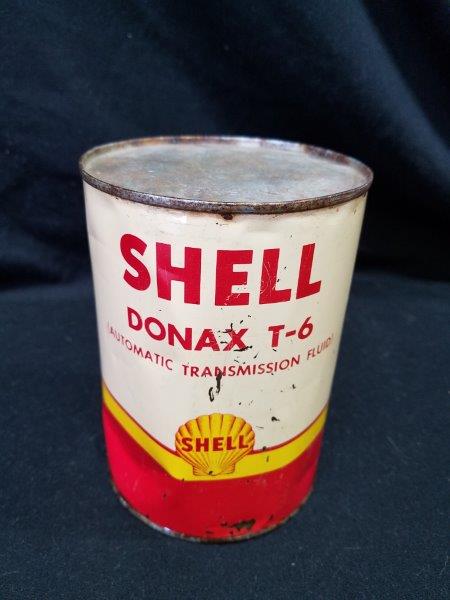 SHELL
DONAX T-6
(AUTOMATIC TRANSMISSION FLUID)
SHELL